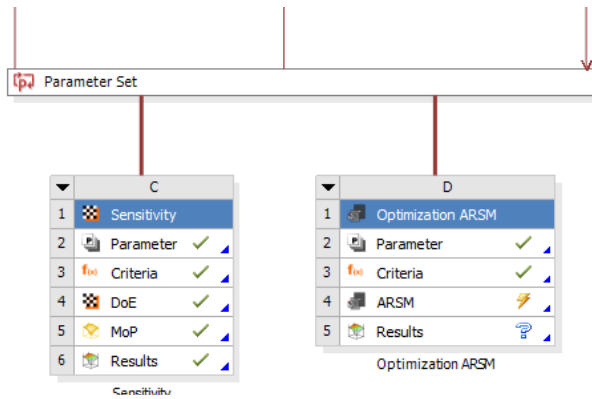 Parameter Set
C
1 Sensitivity
2 Parameter
3 Criteria
4 DoE
5 MoP
6 Results
Sensitivity
D
1 Optimization ARSM
2 Parameter
3 Criteria
4 ARSM
5 Results
Optimization ARSM